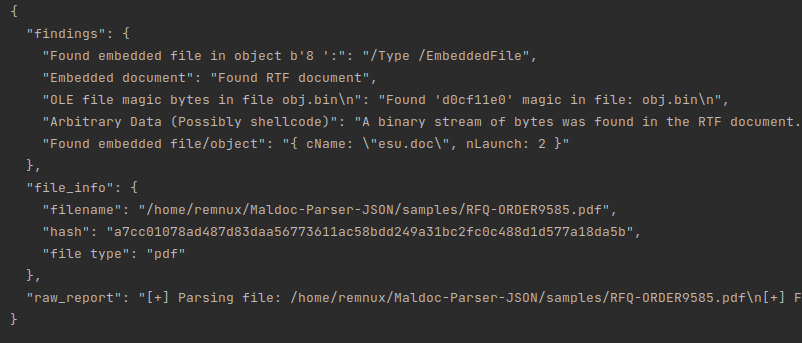 {
"findings": {
"Found embedded file in object b'8 ':": "/Type /EmbeddedFile",
"Embedded document": "Found RTF document",
"OLE file magic bytes in file obj.bin\n": "Found 'd0cf11e0' magic in file: obj.bin\n",
"Arbitrary Data (Possibly shellcode)": "A binary stream of bytes was found in the RTF document.
"Found embedded file/object": "{ cName: \"esu.doc\", nLaunch: 2 }"
},
"file_info": {
"filename": "/home/remnux/Maldoc-Parser-JSON/samples/RFQ-ORDER9585.pdf",
"hash": "a7cc01078ad487d83daa56773611ac58bdd249a31bc2fc0c488d1d577a18da5b",
"file type": "pdf"
},
"raw_report": "[+] Parsing file: /home/remnux/Maldoc-Parser-JSON/samples/RFQ-ORDER9585.pdf\n[+] F
}